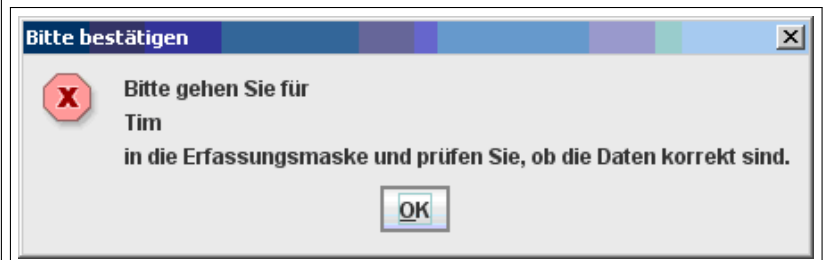 Bitte bestätigen
Bitte gehen Sie für
Tim
in die Erfassungsmaske und prüfen Sie, ob die Daten korrekt sind.
OK